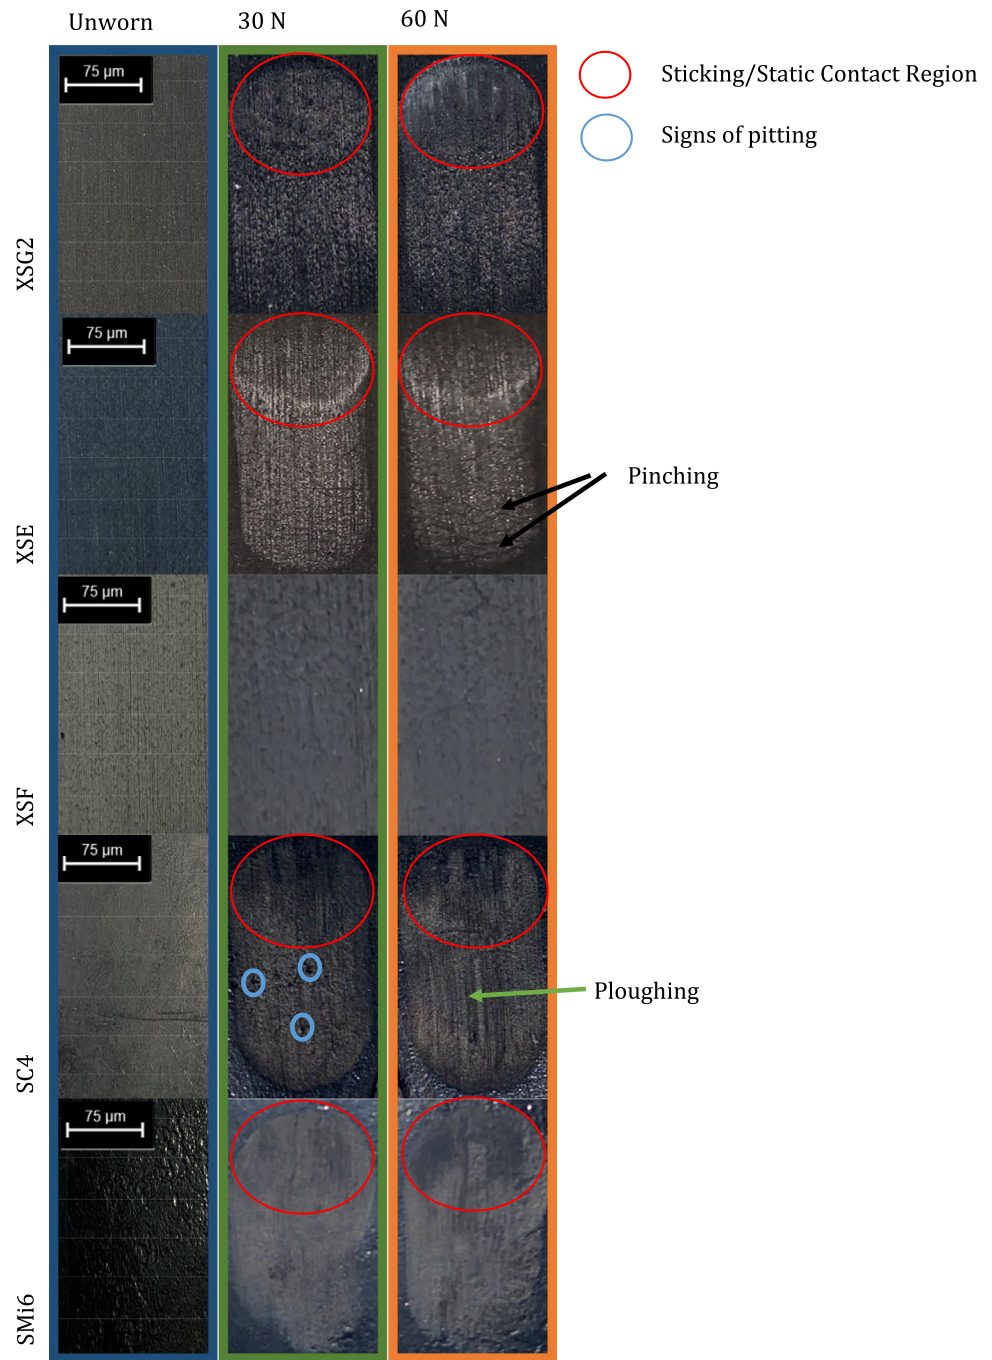 Unworn
30 N
60 N
75 µm
Sticking/Static Contact Region
Signs of pitting
XSG2
75 µm
Pinching
XSE
75 µm
XSF
75 µm
Ploughing
SC4
75 µm
SMi6